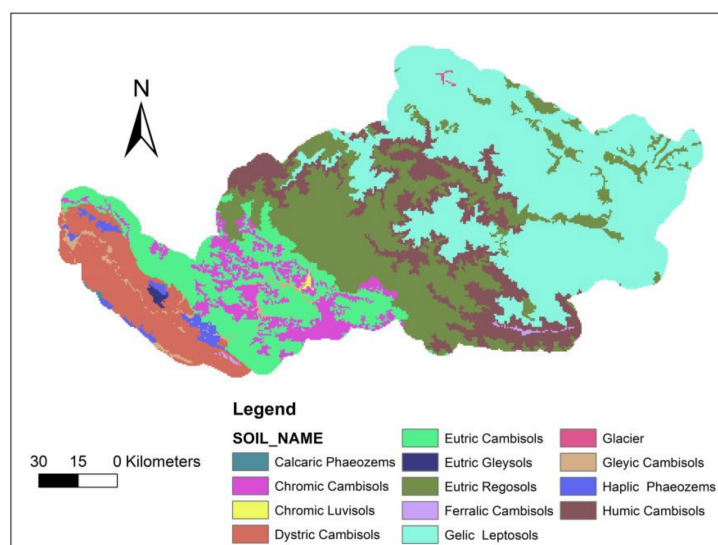 N
Legend
SOIL_NAME
Calcaric Phaeozems
Chromic Cambisols
Chromic Luvisols
Dystric Cambisols
Eutric Cambisols
Eutric Gleysols
Eutric Regosols
Ferralic Cambisols
Gelic Leptosols
Glacier
Gleyic Cambisols
Haplic Phaeozems
Humic Cambisols
30 15 0 Kilometers